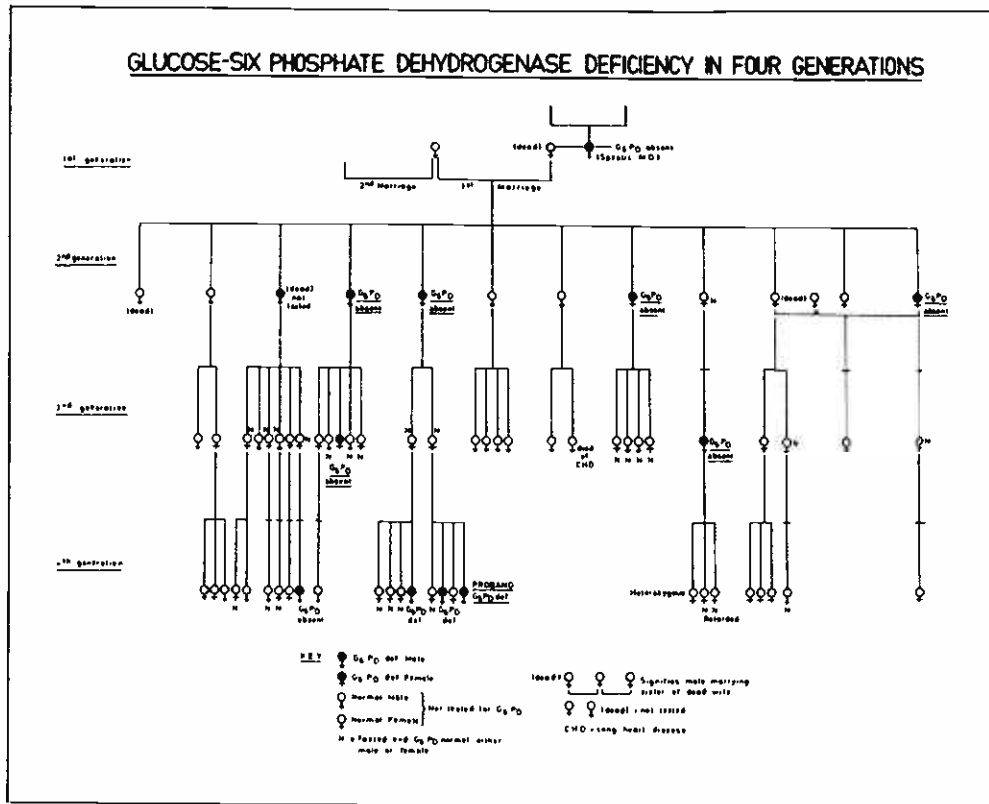 GLUCOSE-SIX PHOSPHATE DEHYDROGENASE DEFICIENCY IN FOUR GENERATIONS
1st generation
(dead)
G6PD absent
2nd Marriage
1st Marriage
2nd generation
(dead)
(dead) not tested
G6PD absent
G6PD absent
G6PD absent
N
(dead)
G6PD absent
3rd generation
N
N N N
N
N
N N
G6PD absent
N
N
died of CHD
N N N N
G6PD absent
N
N
4th generation
N
N N
G6PD absent
N N N
G6PD def
N
G6PD def
N
PROBAND
G6PD def
Heterozygous
N N
Retarded
N
KEY
G6PD def Male
G6PD def Female
Normal Male
Normal Female
Not tested for G6PD
N = Tested and G6PD normal either
male or female
(dead)
Signifies male marrying
sister of dead wife
(dead) = not tested
CHD = cong heart disease